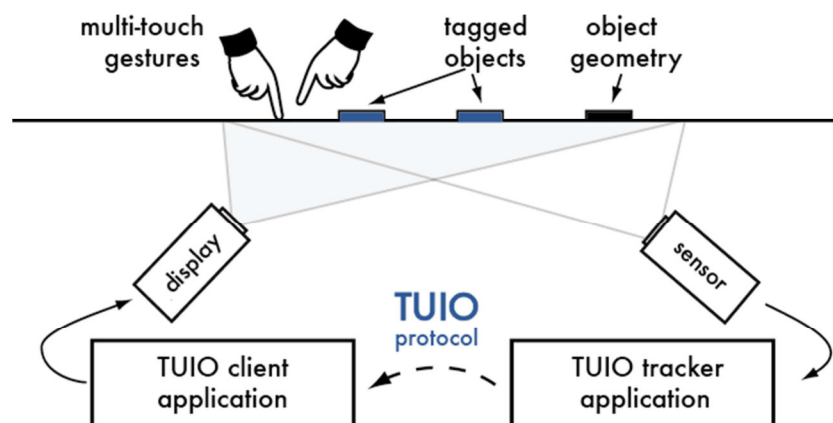 multi-touch
gestures
tagged
objects
object
geometry
display
sensor
TUIO
protocol
TUIO client
application
TUIO tracker
application